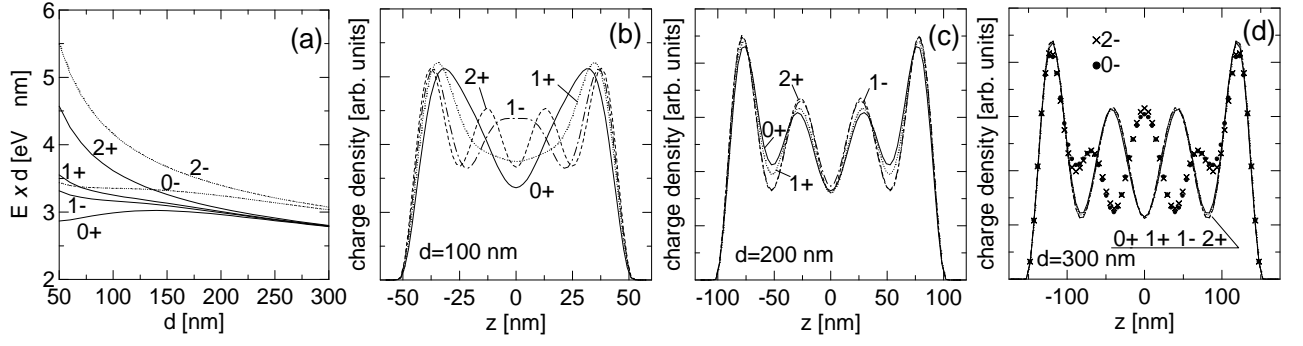 (a)
E x d [eV nm]
6
5
4
3
2
2+
2-
1+
0-
1-
0+
50 100 150 200 250 300
d [nm]
(b)
charge density [arb. units]
2+
1-
1+
0+
d=100 nm
-50 -25 0 25 50
z [nm]
(c)
charge density [arb. units]
2+
1-
0+
1+
d=200 nm
-100 -50 0 50 100
z [nm]
(d)
charge density [arb. units]
2-
0-
0+ 1+ 1- 2+
d=300 nm
-100 0 100
z [nm]